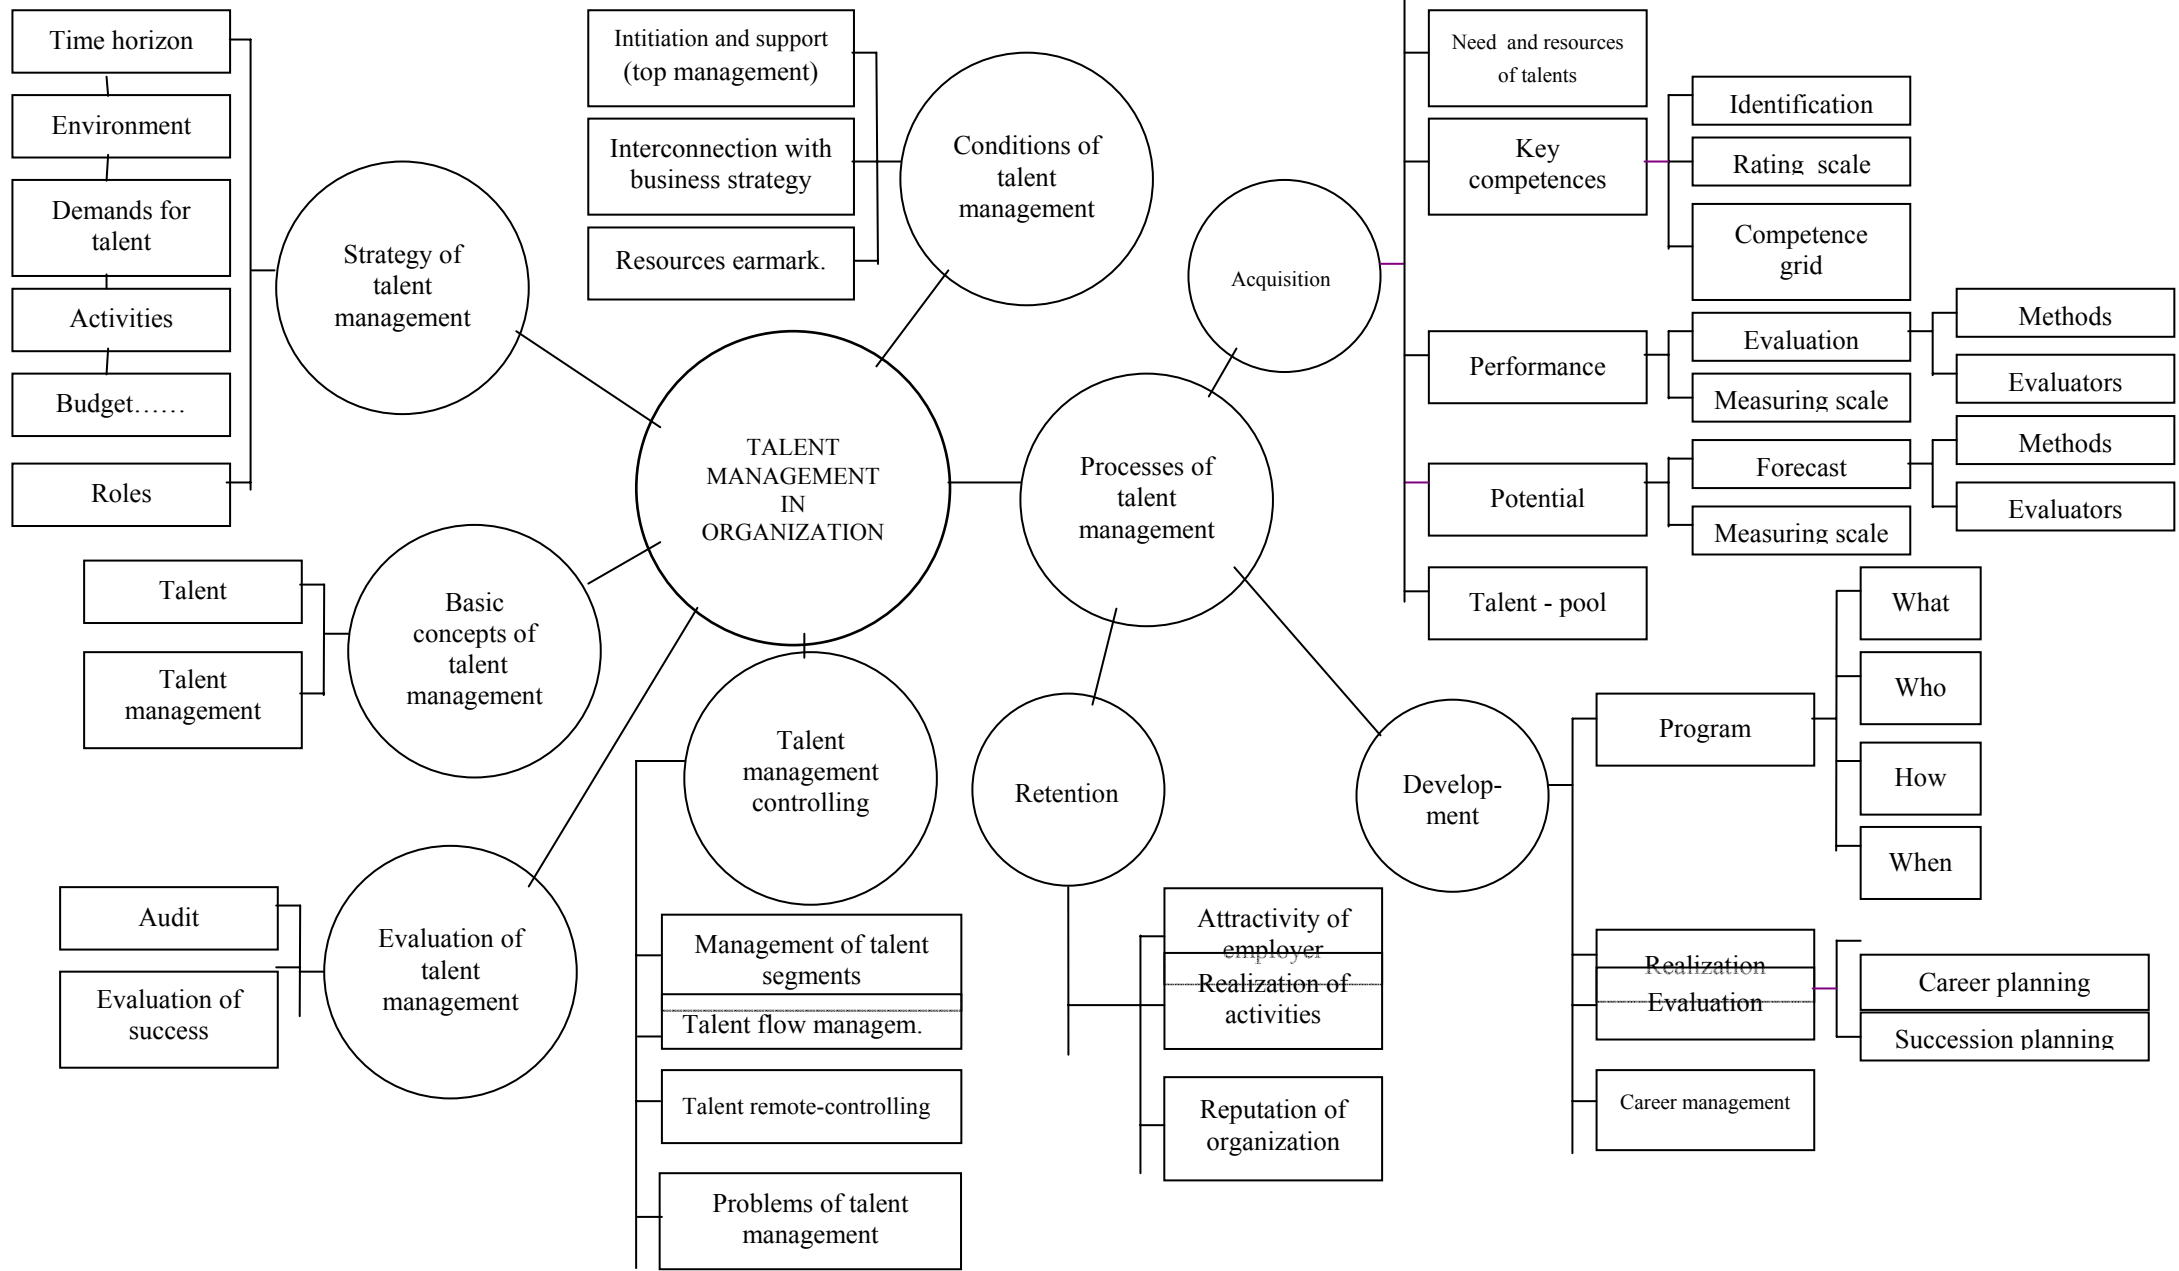 Time horizon
Environment
Demands for
talent
Activities
Budget……
Roles
Strategy of
talent
management
Intitiation and support
(top management)
Interconnection with
business strategy
Resources earmark.
Conditions of
talent
management
TALENT
MANAGEMENT
IN
ORGANIZATION
Talent
Talent
management
Basic
concepts of
talent
management
Audit
Evaluation of
success
Evaluation of
talent
management
Talent
management
controlling
Management of talent
segments
Talent flow managem.
Talent remote-controlling
Problems of talent
management
Processes of
talent
management
Acquisition
Need and resources
of talents
Key
competences
Identification
Rating scale
Competence
grid
Performance
Evaluation
Measuring scale
Methods
Evaluators
Potential
Forecast
Measuring scale
Methods
Evaluators
Talent - pool
Retention
Attractivity of
employer
Realization of
activities
Reputation of
organization
Develop-
ment
Program
What
Who
How
When
Realization
Evaluation
Career planning
Succession planning
Career management